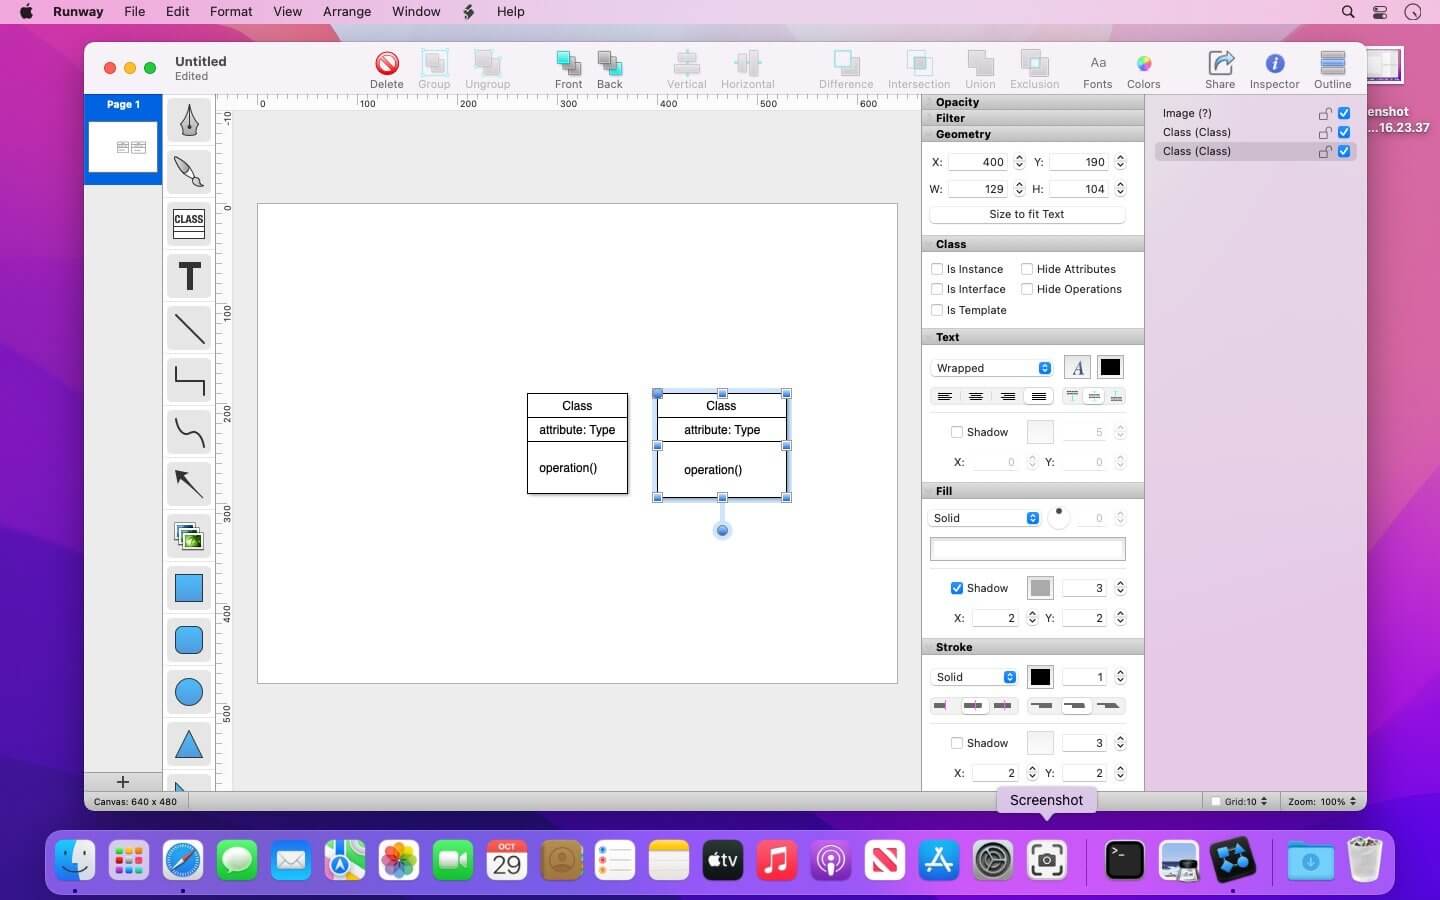 Runway File Edit Format View Arrange Window Help
Untitled
Edited
Delete Group Ungroup Front Back Vertical Horizontal Difference Intersection Union Exclusion Fonts Colors Share Inspector Outline
Aa
Page 1
0 100 200 300 400 500 600
-10
0
100
200
300
400
500
CLASS
T
Class
attribute: Type
operation()
Class
attribute: Type
operation()
Opacity
Filter
Geometry
X: 400 Y: 190
W: 129 H: 104
Size to fit Text
Class
Is Instance Hide Attributes
Is Interface Hide Operations
Is Template
Text
Wrapped A
Shadow 5
X: 0 Y: 0
Fill
Solid 0
Shadow 3
X: 2 Y: 2
Stroke
Solid 1
Shadow 3
X: 2 Y: 2
Image (?)
Class (Class)
Class (Class)
enshot
...16.23.37
+
Canvas: 640 x 480
Grid:10
Zoom: 100%
Screenshot
OCT
29
tv
>_